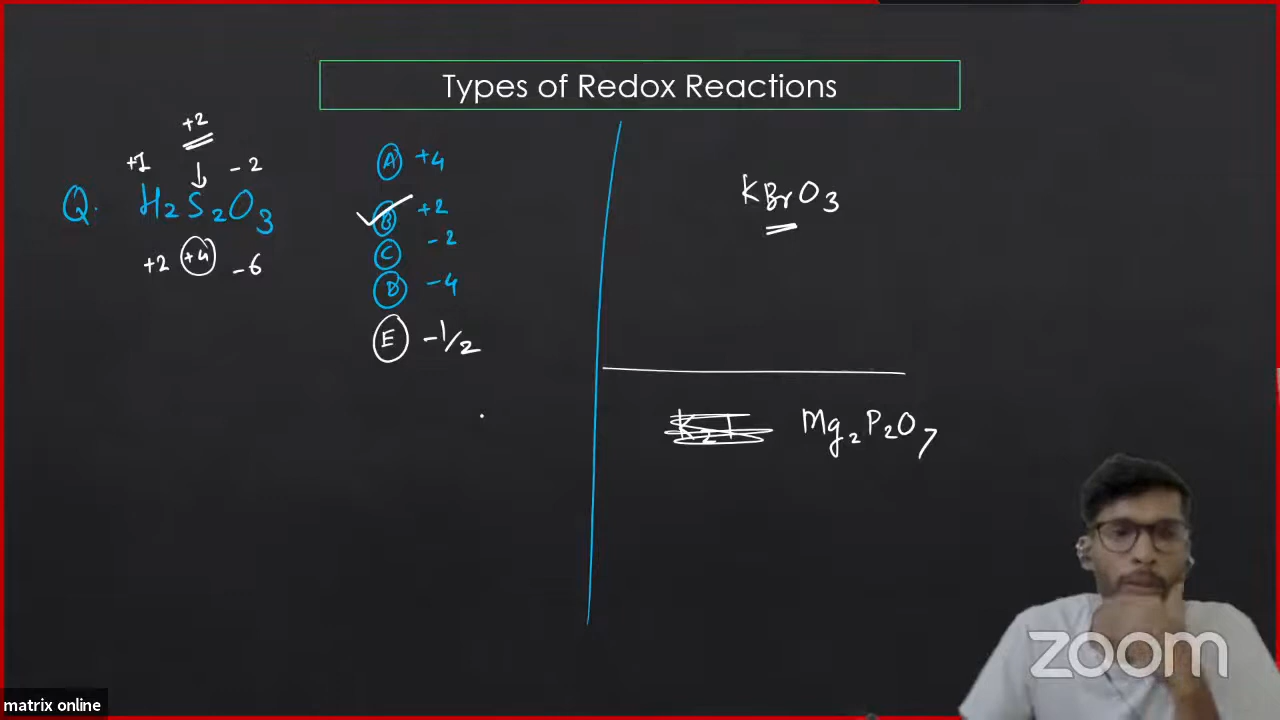 Types of Redox Reactions
+2
+1 ↓ -2
Q. H2S2O3
+2 +4 -6
A +4
B +2
C -2
D -4
E -1/2
KBrO3
Mg2P2O7
zoom
matrix online